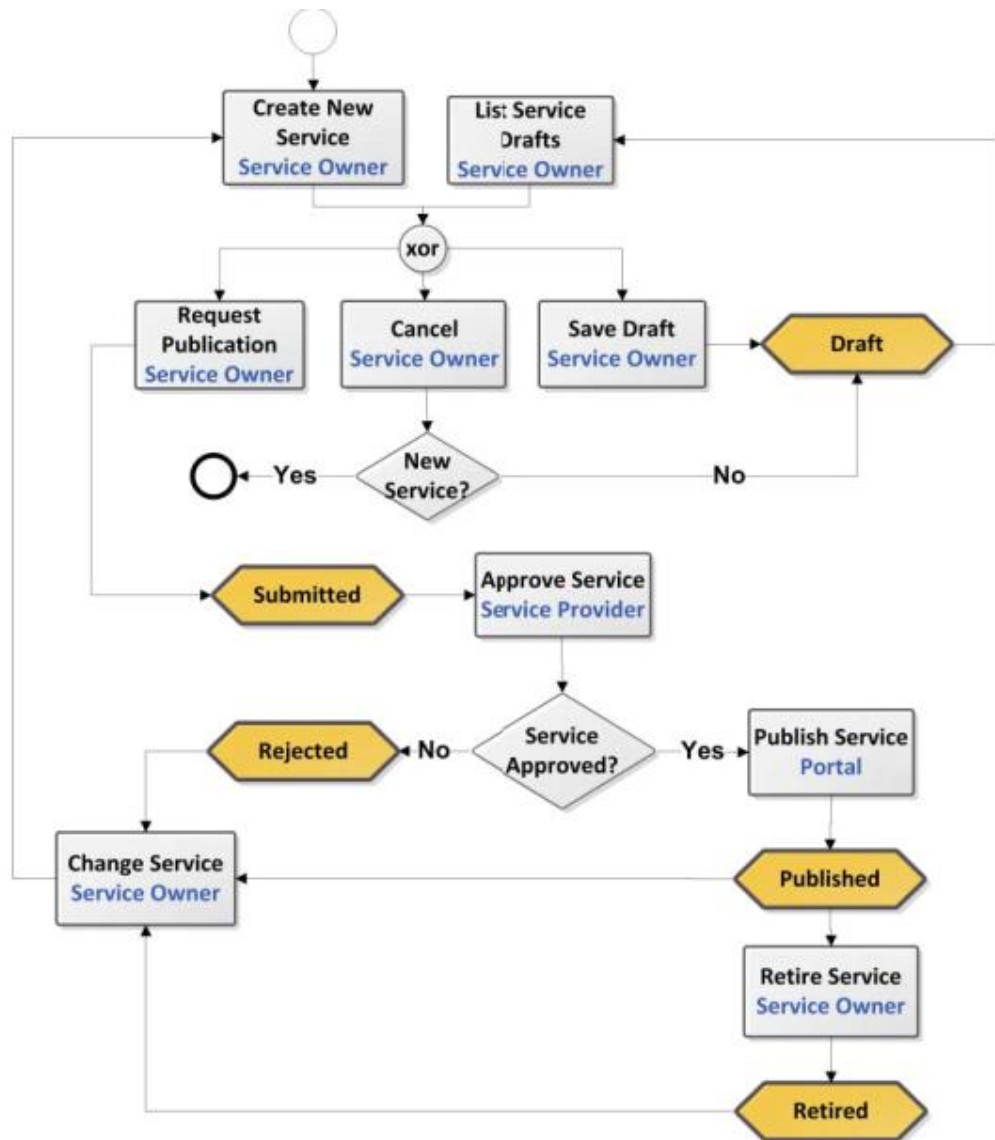 Create New
Service
Service Owner
List Service
Drafts
Service Owner
xor
Request
Publication
Service Owner
Cancel
Service Owner
Save Draft
Service Owner
Draft
New
Service?
Yes
No
Submitted
Approve Service
Service Provider
Rejected
No
Service
Approved?
Yes
Publish Service
Portal
Change Service
Service Owner
Published
Retire Service
Service Owner
Retired